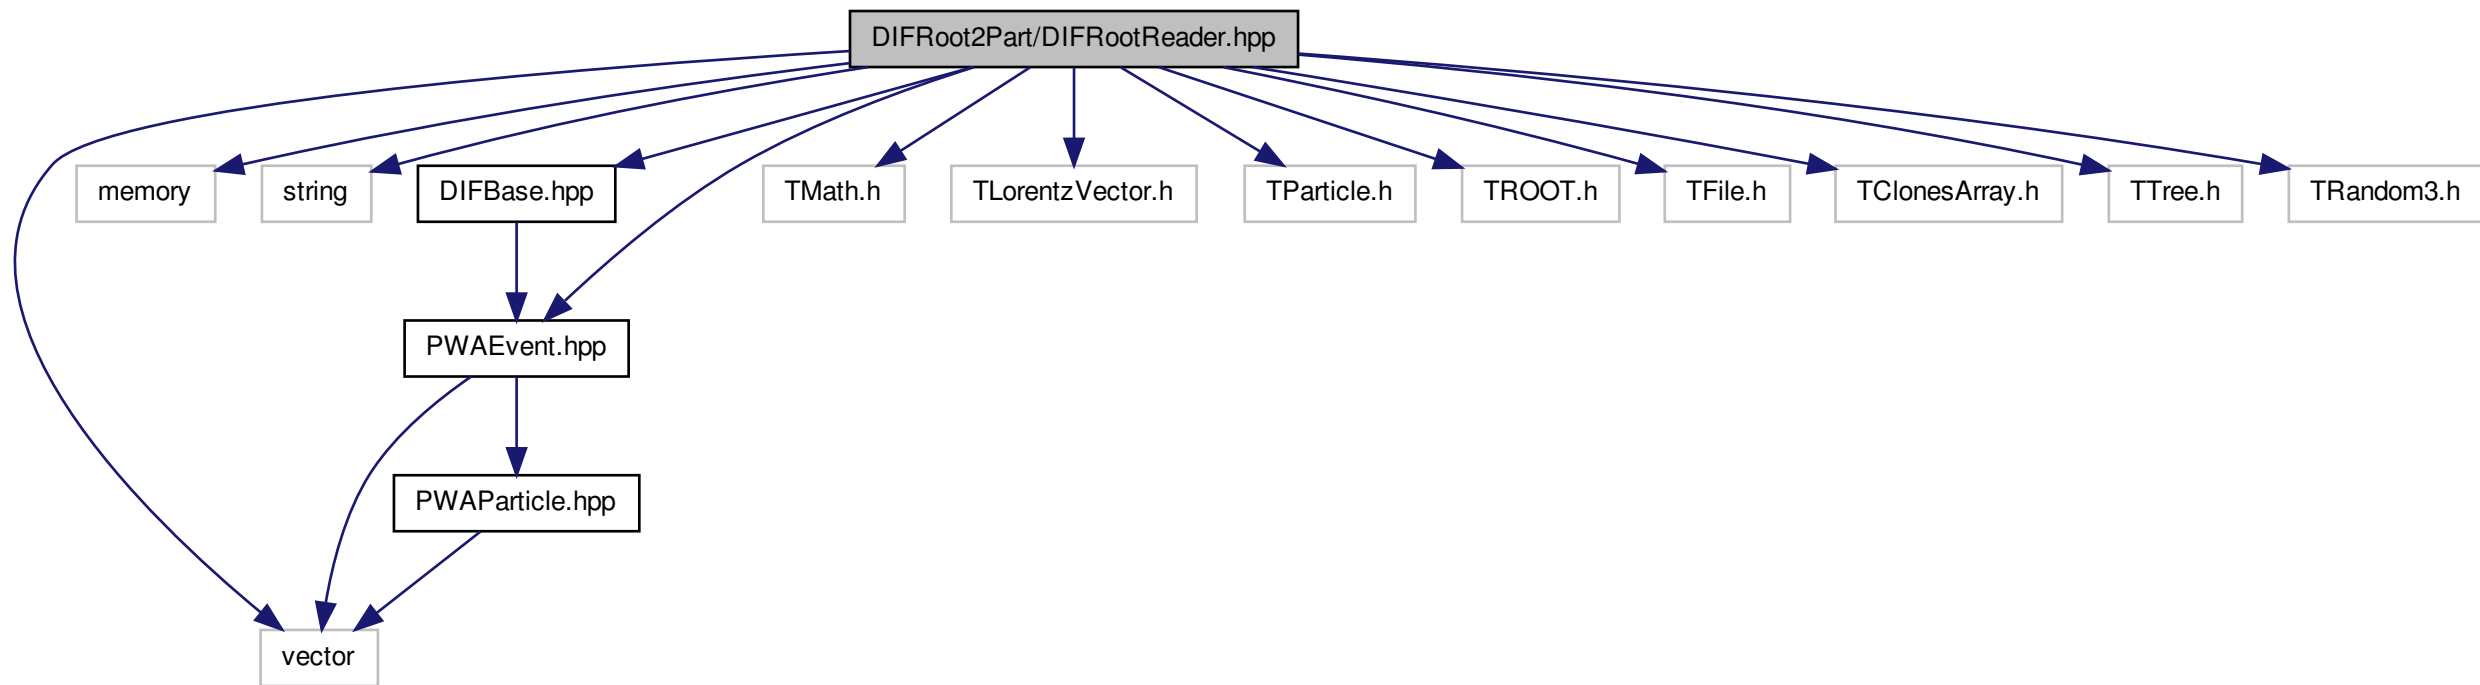 DIFRoot2Part/DIFRootReader.hpp
memory
string
DIFBase.hpp
TMath.h
TLorentzVector.h
TParticle.h
TROOT.h
TFile.h
TClonesArray.h
TTree.h
TRandom3.h
PWAEvent.hpp
PWAParticle.hpp
vector